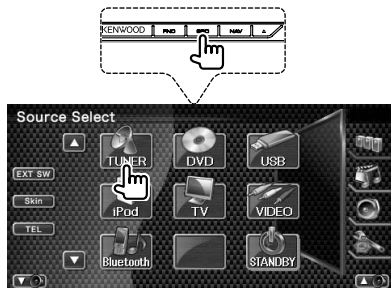 KENWOOD FNC SRC NAV
Source Select
TUNER DVD USB
EXT SW
Skin
iPod TV VIDEO
TEL
Bluetooth STANDBY